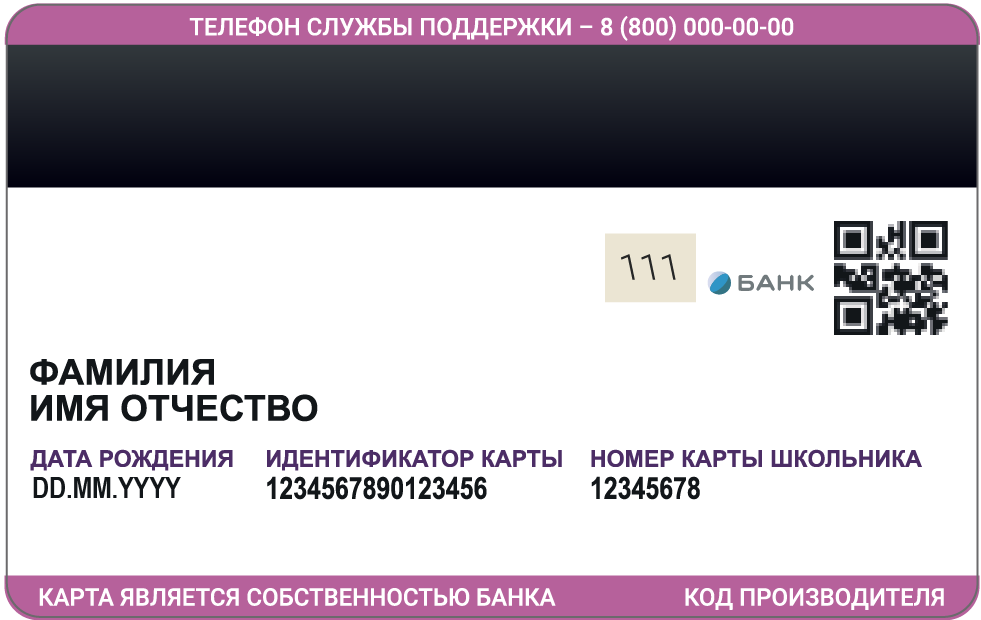 ТЕЛЕФОН СЛУЖБЫ ПОДДЕРЖКИ – 8 (800) 000-00-00
111
БАНК
ФАМИЛИЯ
ИМЯ ОТЧЕСТВО
ДАТА РОЖДЕНИЯ ИДЕНТИФИКАТОР КАРТЫ НОМЕР КАРТЫ ШКОЛЬНИКА
DD.MM.YYYY 1234567890123456 12345678
КАРТА ЯВЛЯЕТСЯ СОБСТВЕННОСТЬЮ БАНКА КОД ПРОИЗВОДИТЕЛЯ